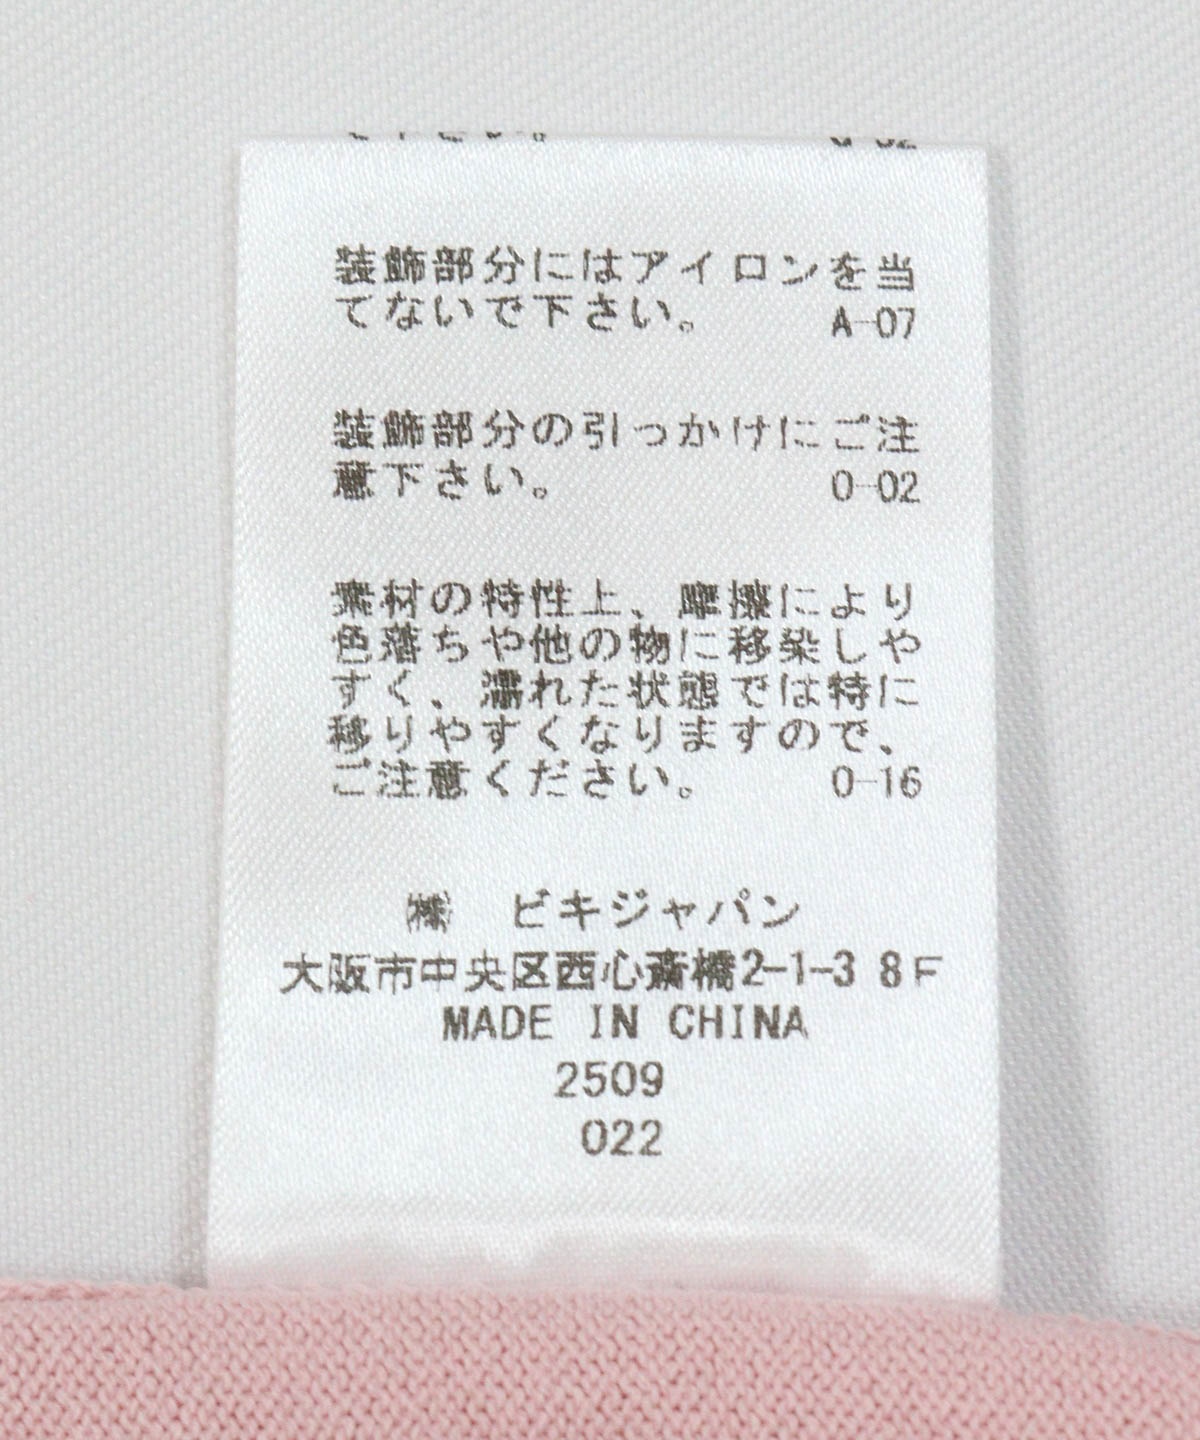 装飾部分にはアイロンを当
てないで下さい。 A-07
装飾部分の引っかけにご注
意下さい。 O-02
素材の特性上、摩擦により
色落ちや他の物に移染しや
すく、濡れた状態では特に
移りやすくなりますので、
ご注意ください。 O-16
㈱ ビキジャパン
大阪市中央区西心斎橋2-1-3 8F
MADE IN CHINA
2509
022